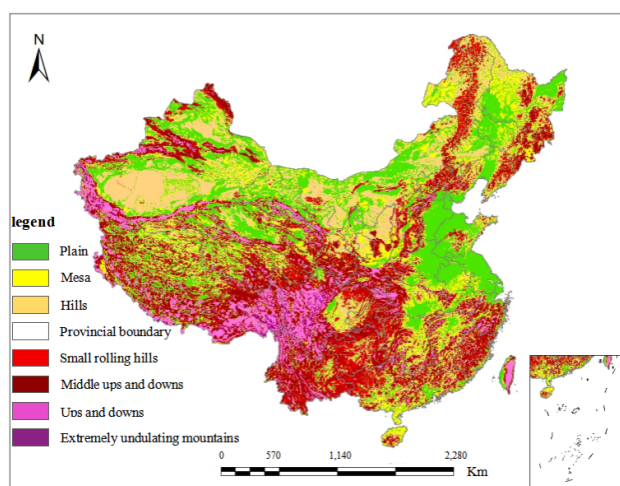 N
legend
Plain
Mesa
Hills
Provincial boundary
Small rolling hills
Middle ups and downs
Uns and downs
Extremely undulating mountains
0 570 1,140 2,280
Km